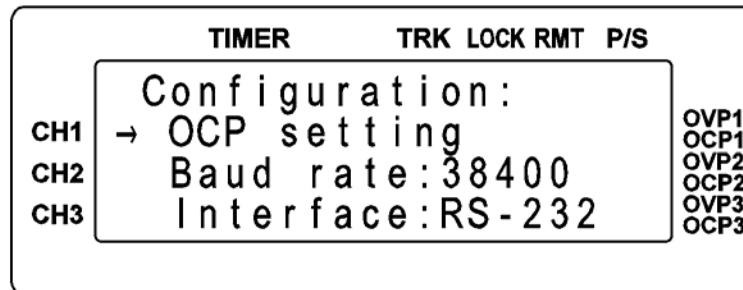 TIMER TRK LOCK RMT P/S
Configuration:
CH1 → OCP setting OVP1
OCP1
CH2 Baud rate:38400 OVP2
OCP2
CH3 Interface:RS-232 OVP3
OCP3